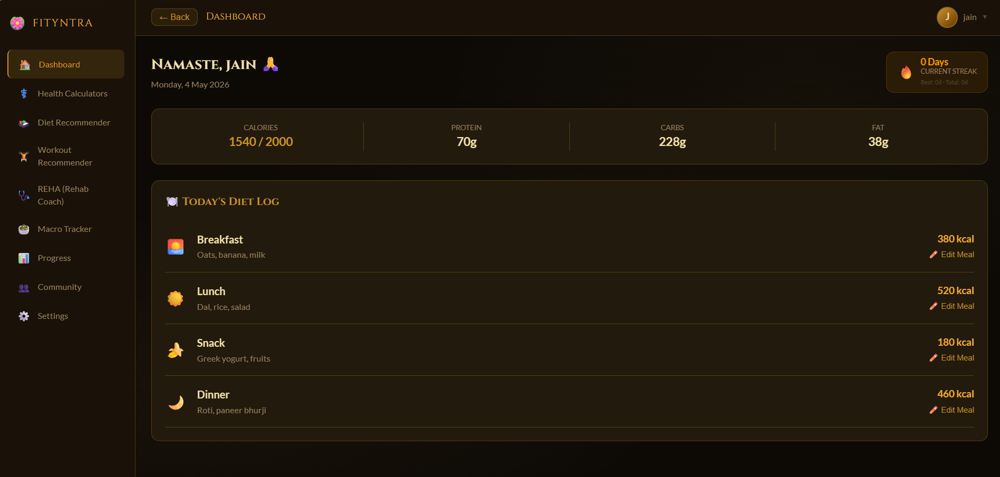 FITYNTRA
← Back
Dashboard
J
jain ▼
Dashboard
Health Calculators
Diet Recommender
Workout
Recommender
REHA (Rehab
Coach)
Macro Tracker
Progress
Community
Settings
Namaste, jain 🙏
Monday, 4 May 2026
0 Days
CURRENT STREAK
Best: 0d · Total: 0d
CALORIES
1540 / 2000
PROTEIN
70g
CARBS
228g
FAT
38g
Today's Diet Log
Breakfast
Oats, banana, milk
380 kcal
Edit Meal
Lunch
Dal, rice, salad
520 kcal
Edit Meal
Snack
Greek yogurt, fruits
180 kcal
Edit Meal
Dinner
Roti, paneer bhurji
460 kcal
Edit Meal